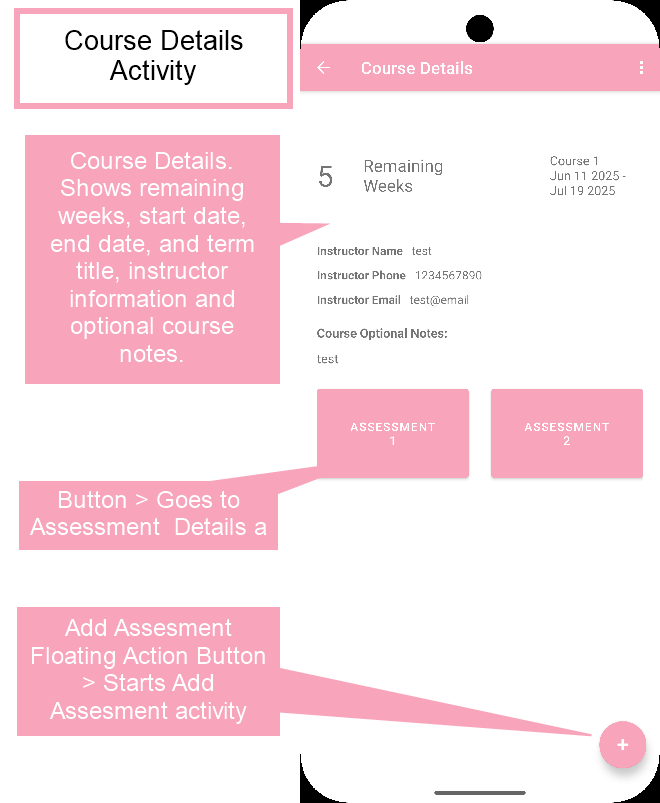 Course Details
Activity
Course Details.
Shows remaining
weeks, start date,
end date, and term
title, instructor
information and
optional course
notes.
Button > Goes to
Assessment  Details a
Add Assesment
Floating Action Button
> Starts Add
Assesment activity
Course Details
5
Remaining
Weeks
Course 1
Jun 11 2025 -
Jul 19 2025
Instructor Name test
Instructor Phone 1234567890
Instructor Email test@email
Course Optional Notes:
test
ASSESSMENT
1
ASSESSMENT
2
+